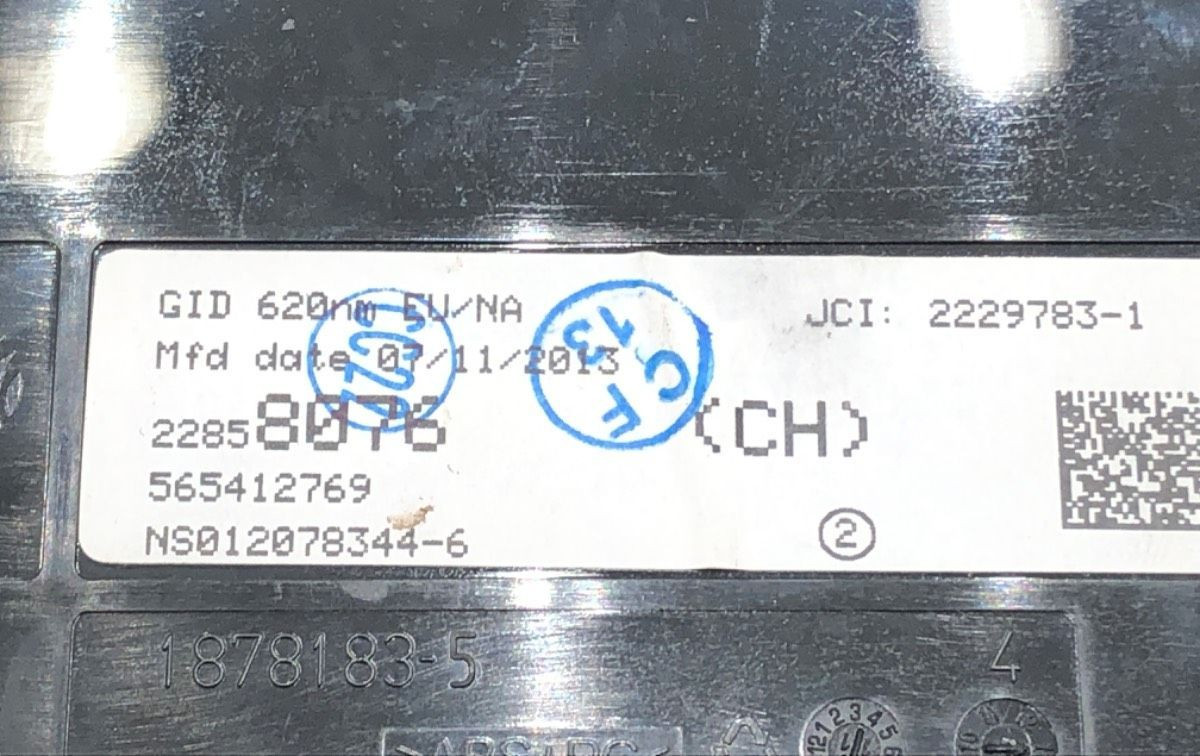 GID 620nm EU/NA
JCI: 2229783-1
Mfd date 07/11/2013
22858076
(CH)
565412769
NS012078344-6
2
E C 13
1878183-5
4